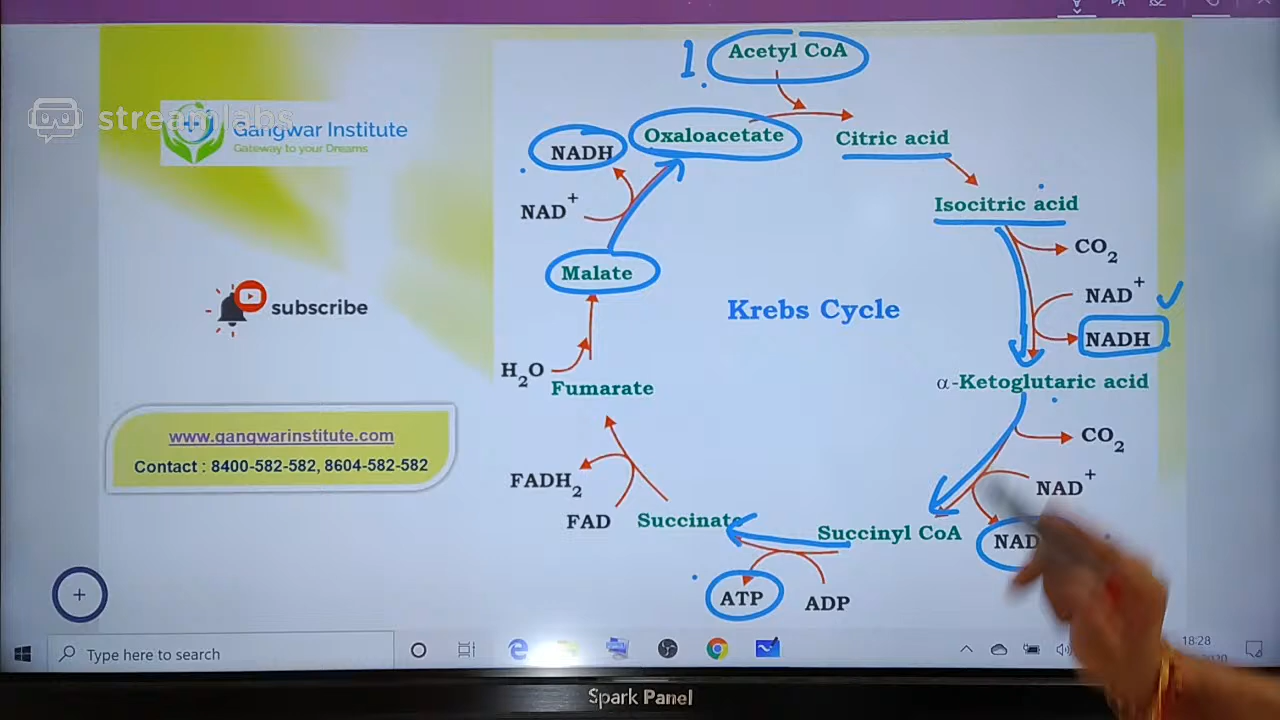 streamlabs
Gangwar Institute
Gateway to your Dreams
subscribe
www.gangwarinstitute.com
Contact : 8400-582-582, 8604-582-582
1.
Acetyl CoA
Oxaloacetate
Citric acid
NADH
NAD+
Isocitric acid
CO2
NAD+
NADH
Malate
Krebs Cycle
H2O
Fumarate
α-Ketoglutaric acid
CO2
FADH2
NAD+
FAD
Succinate
Succinyl CoA
ATP
ADP
Type here to search
18:28
Spark Panel